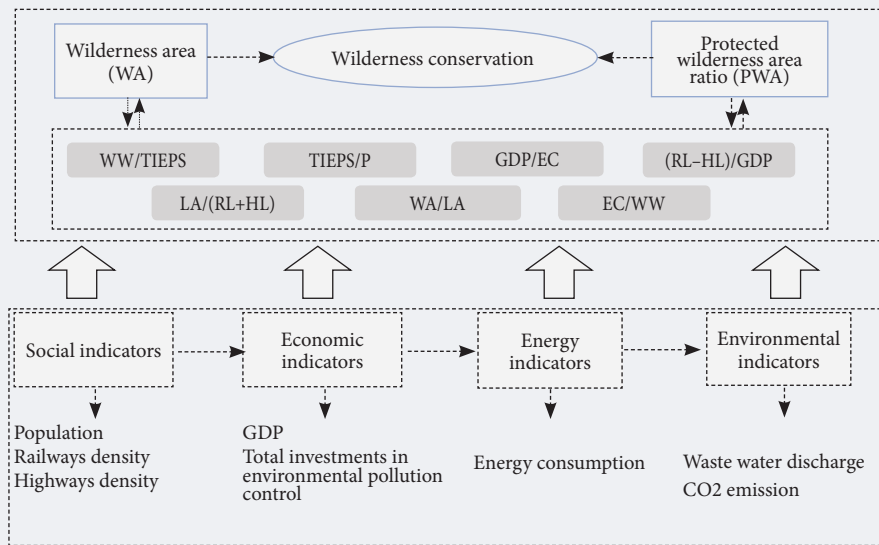 Wilderness area
(WA)
Wilderness conservation
Protected
wilderness area
ratio (PWA)
WW/TIEPS
TIEPS/P
GDP/EC
(RL–HL)/GDP
LA/(RL+HL)
WA/LA
EC/WW
Social indicators
Economic
indicators
Energy
indicators
Environmental
indicators
Population
Railways density
Highways density
GDP
Total investments in
environmental pollution
control
Energy consumption
Waste water discharge
CO2 emission